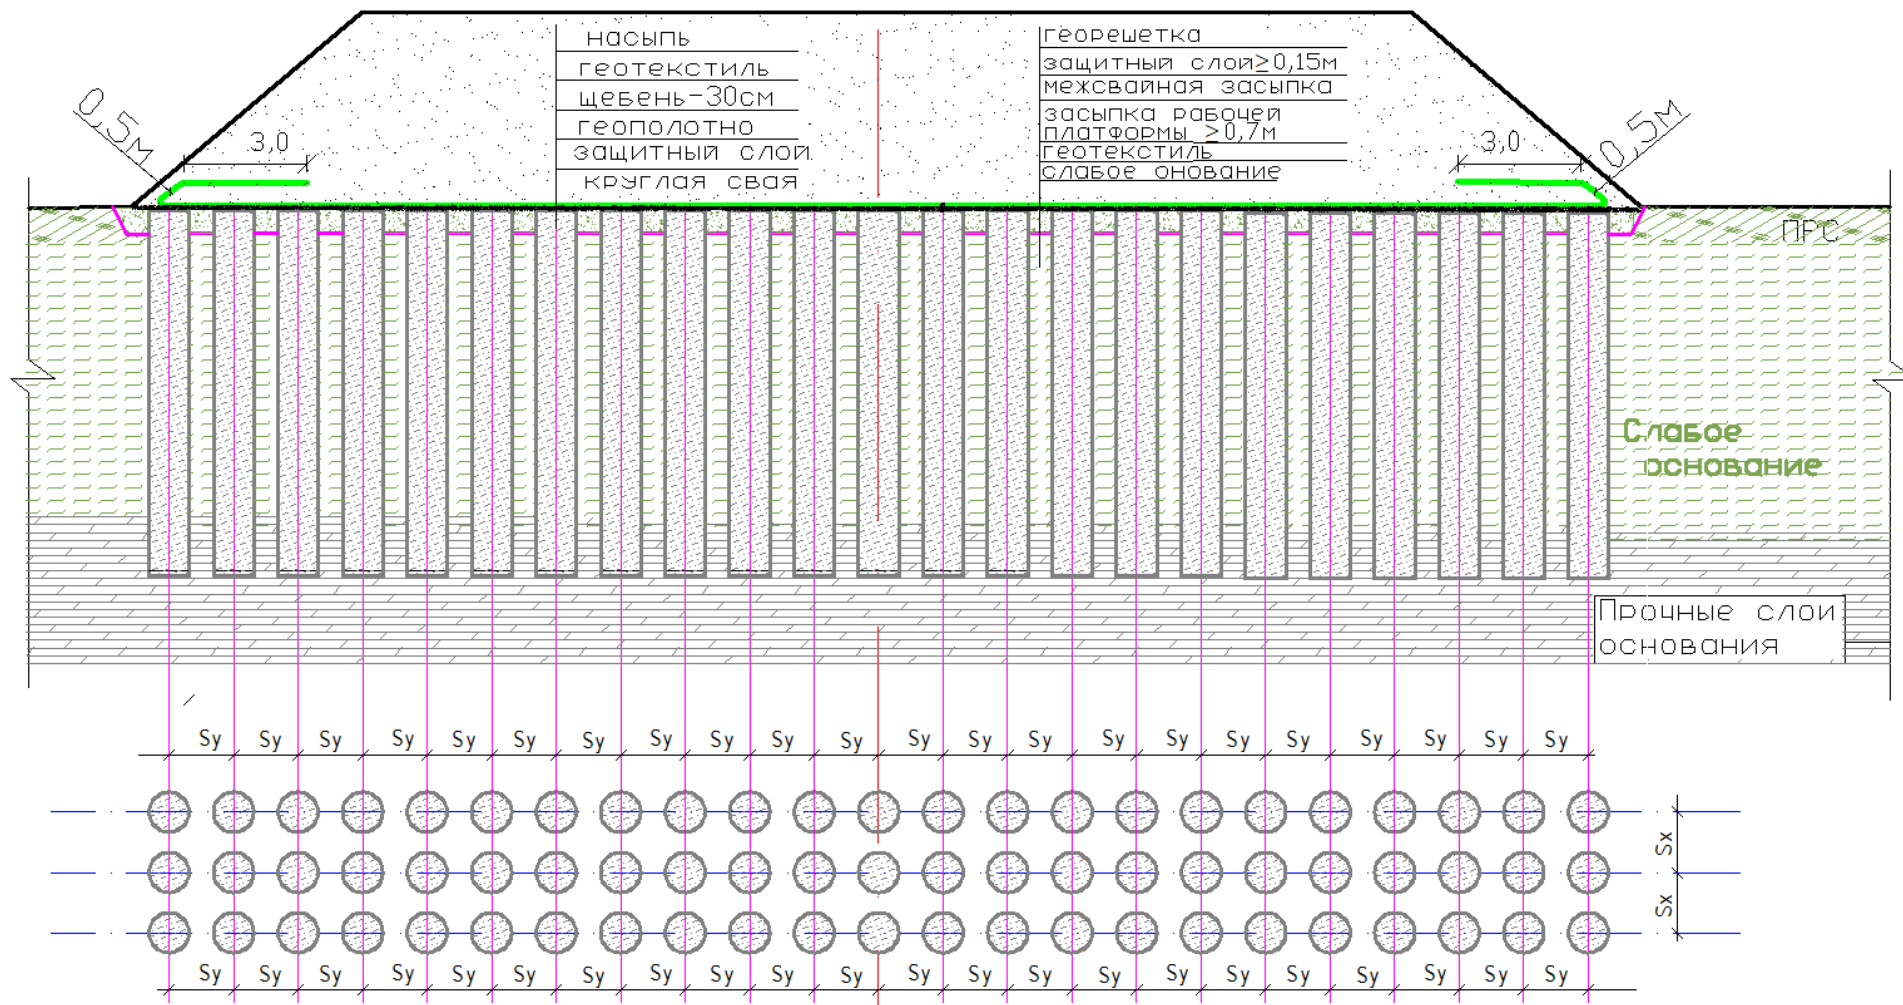 насыпь
геотекстиль
щебень-30см
геополотно
защитный слой
круглая свая
георешетка
защитный слой≥0,15м
межсвайная засыпка
засыпка рабочей
платформы ≥0,7м
геотекстиль
слабое онование
0,5м
3,0
3,0
0,5м
ПРС
Слабое
основание
Прочные слои
основания
Sy Sy Sy Sy Sy Sy Sy Sy Sy Sy Sy Sy Sy Sy Sy Sy Sy Sy Sy Sy Sy Sy
Sx
Sx
Sy Sy Sy Sy Sy Sy Sy Sy Sy Sy Sy Sy Sy Sy Sy Sy Sy Sy Sy Sy Sy Sy